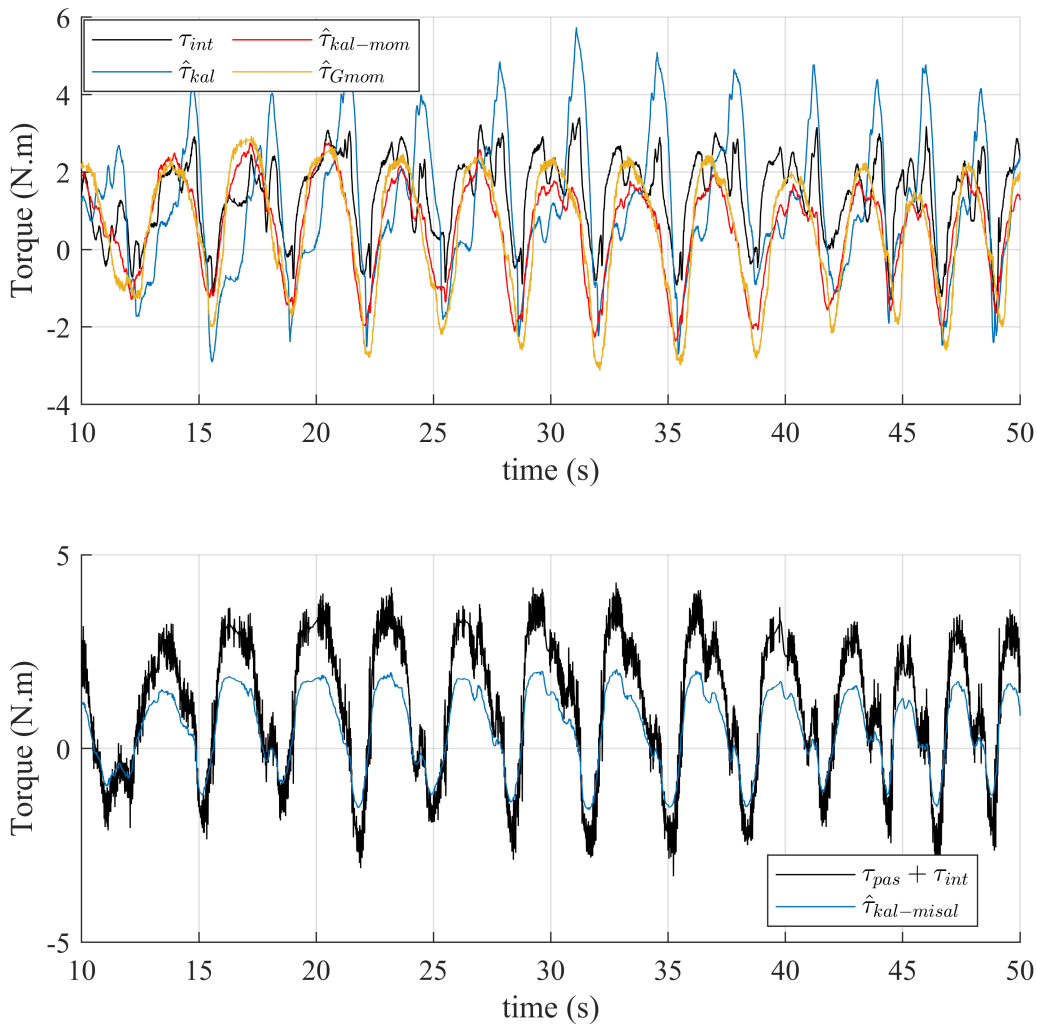 6
4
2
0
-2
-4
Torque (N.m)
τ_int τ̂_kal−mom
τ̂_kal τ̂_Gmom
10 15 20 25 30 35 40 45 50
time (s)
5
0
-5
Torque (N.m)
τ_pas + τ_int
τ̂_kal−misal
10 15 20 25 30 35 40 45 50
time (s)